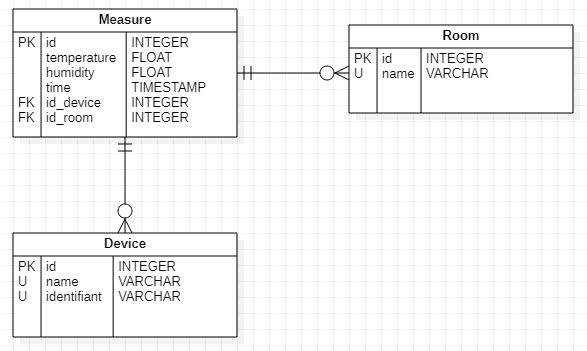 Measure
PK id INTEGER
temperature FLOAT
humidity FLOAT
time TIMESTAMP
FK id_device INTEGER
FK id_room INTEGER
Room
PK id INTEGER
U name VARCHAR
Device
PK id INTEGER
U name VARCHAR
U identifiant VARCHAR